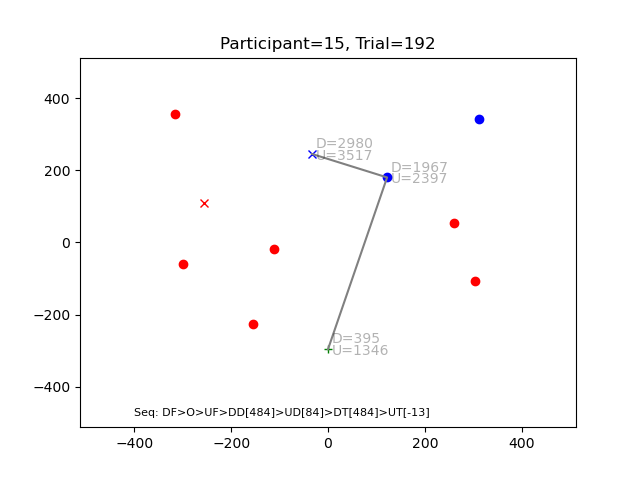 Participant=15, Trial=192
400
200
0
−200
−400
D=2980
U=3517
D=1967
U=2397
D=395
U=1346
Seq: DF>O>UF>DD[484]>UD[84]>DT[484]>UT[-13]
−400
−200
0
200
400